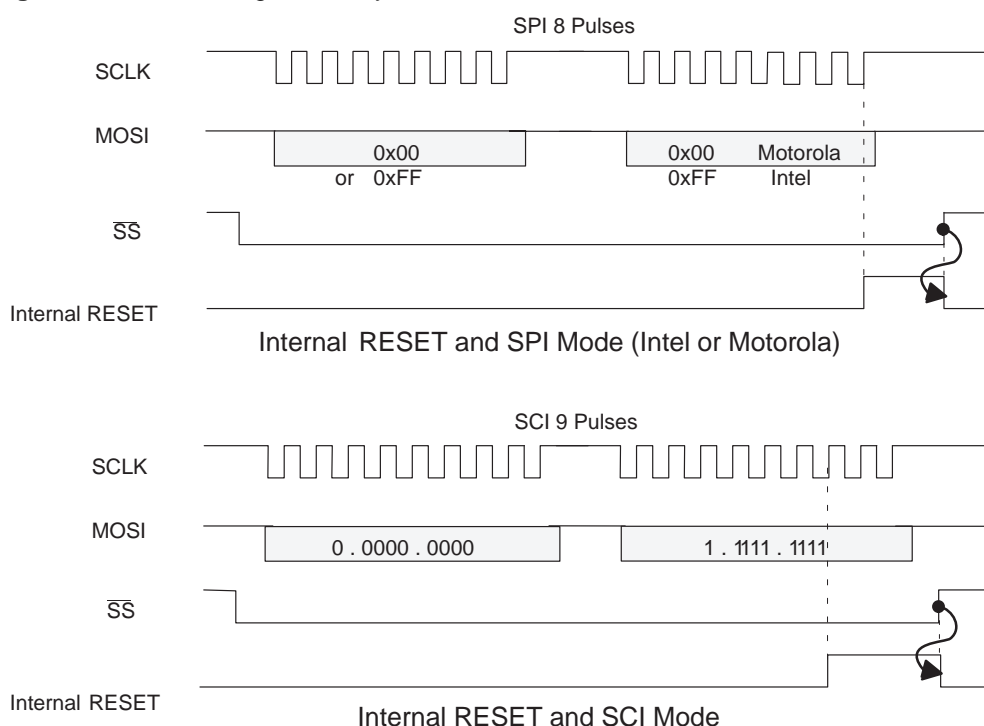 SPI 8 Pulses
SCLK
MOSI
0x00 0x00 Motorola
or 0xFF 0xFF Intel
SS
Internal RESET
Internal RESET and SPI Mode (Intel or Motorola)
SCI 9 Pulses
SCLK
MOSI
0 . 0000 . 0000 1 . 1111 . 1111
SS
Internal RESET
Internal RESET and SCI Mode